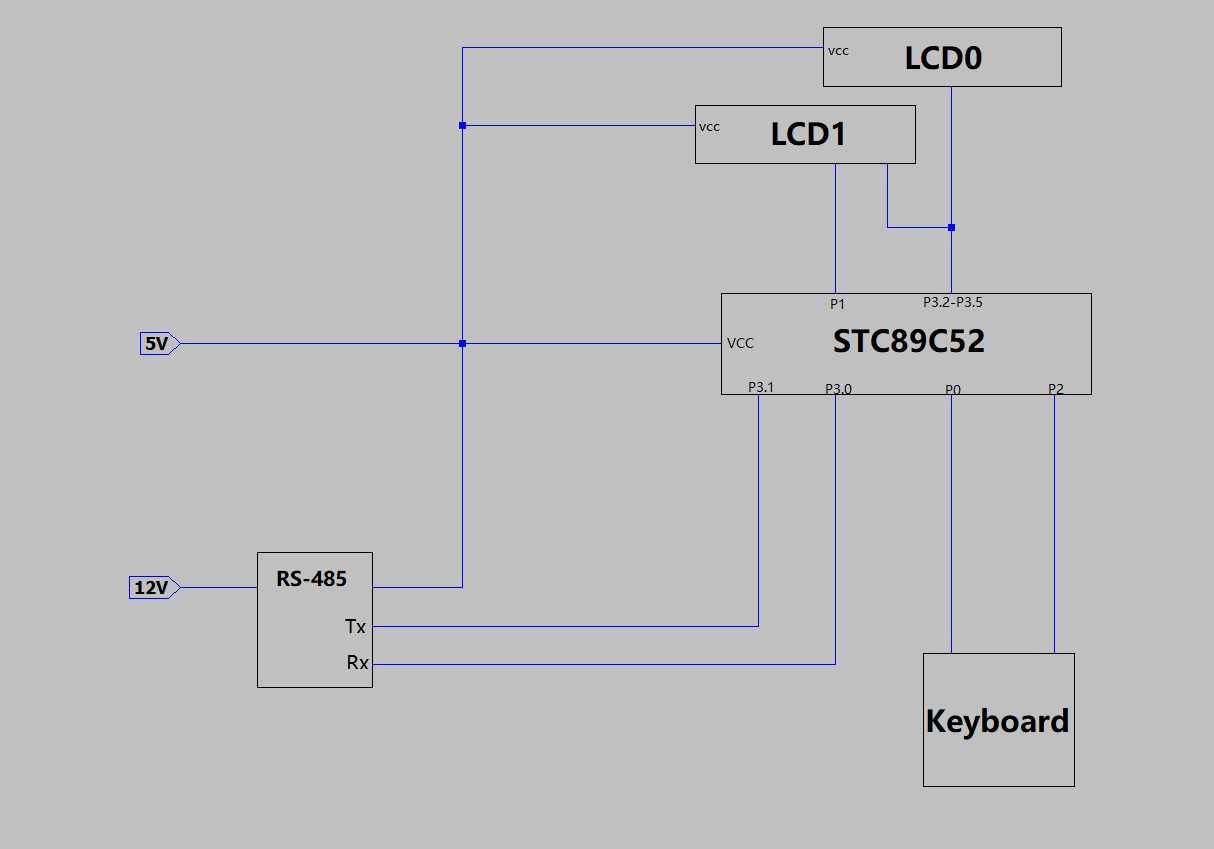 vcc
LCD0
vcc
LCD1
P1
P3.2-P3.5
5V
VCC
STC89C52
P3.1
P3.0
P0
P2
12V
RS-485
Tx
Rx
Keyboard